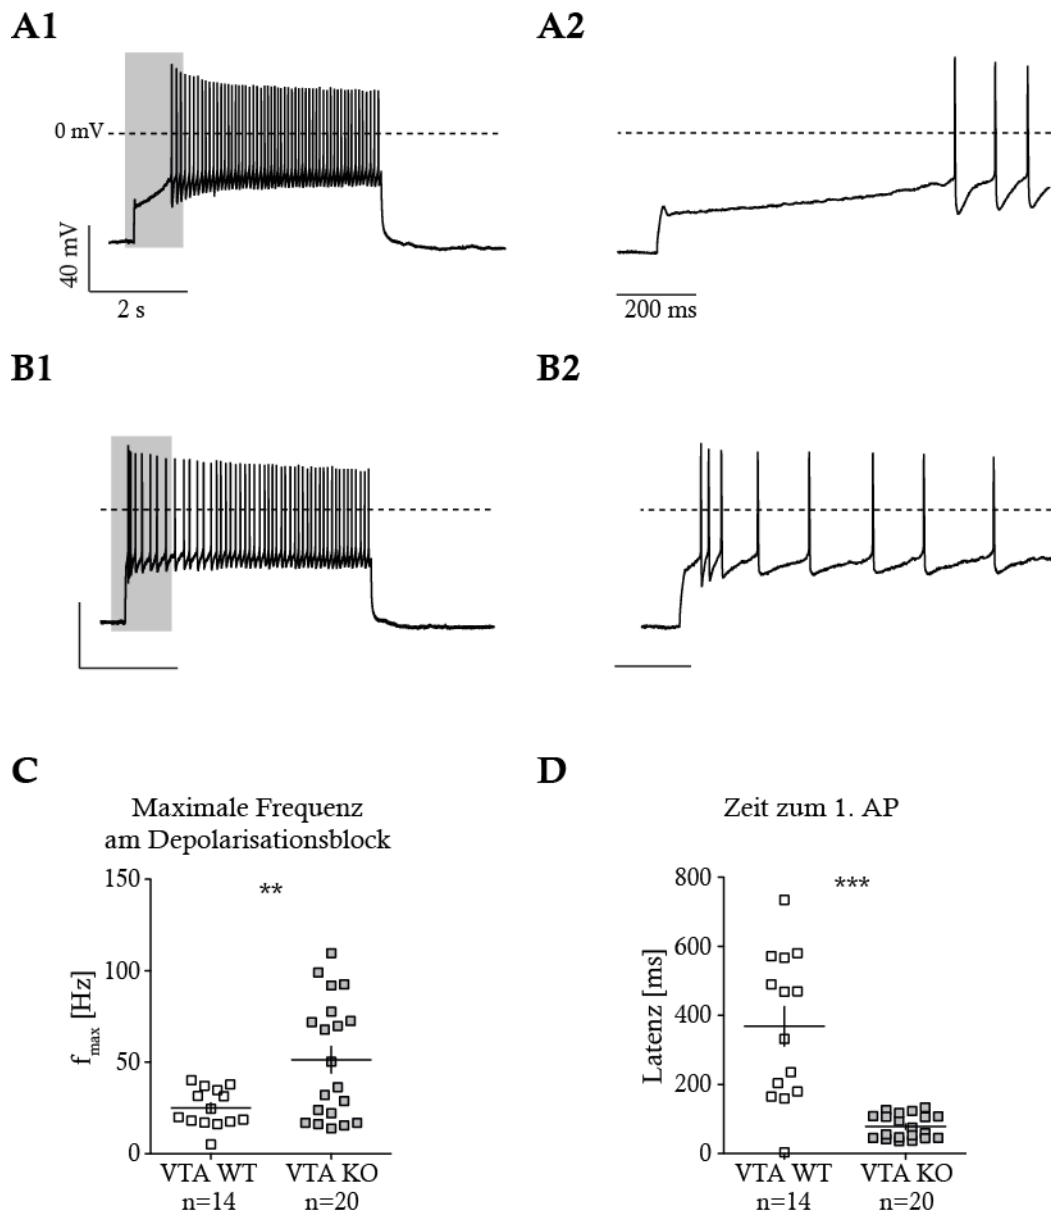 A1
A2
0 mV
40 mV
2 s
200 ms
B1
B2
C
D
Maximale Frequenz
am Depolarisationsblock
Zeit zum 1. AP
**
***
150
100
50
0
f max [Hz]
VTA WT
n=14
VTA KO
n=20
800
600
400
200
0
Latenz [ms]
VTA WT
n=14
VTA KO
n=20